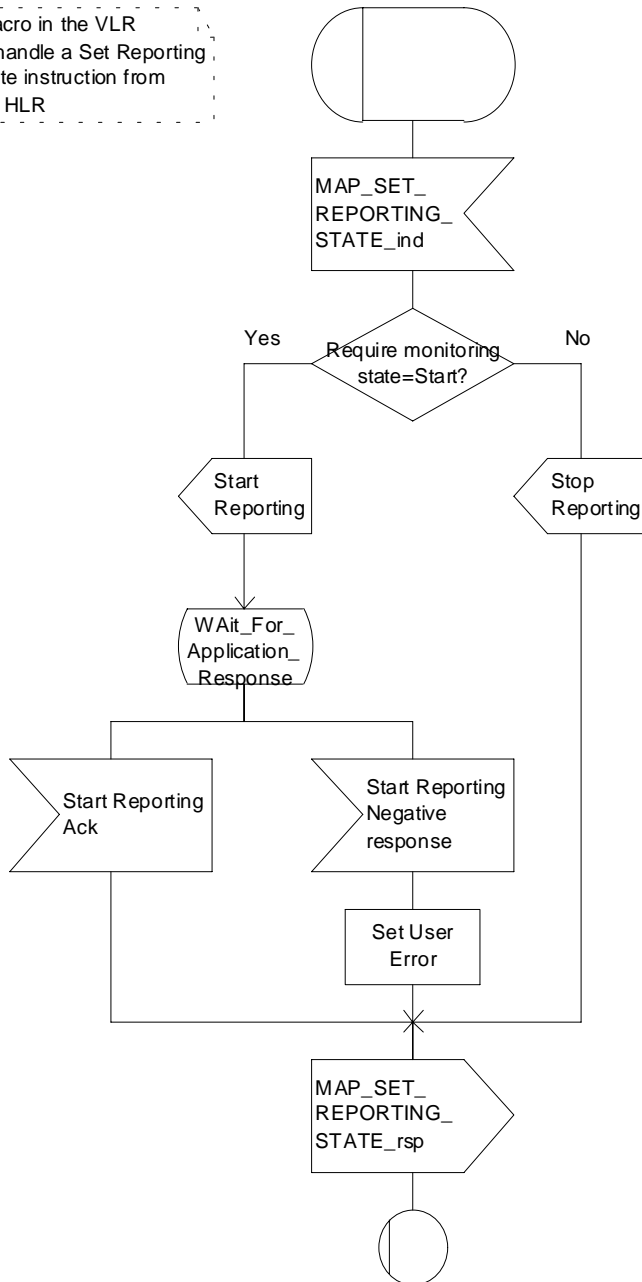 acro in the VLR
handle a Set Reporting
te instruction from
HLR
MAP_SET_
REPORTING_
STATE_ind
Yes
Require monitoring
state=Start?
No
Start
Reporting
Stop
Reporting
WAit_For_
Application_
Response
Start Reporting
Ack
Start Reporting
Negative
response
Set User
Error
MAP_SET_
REPORTING_
STATE_rsp